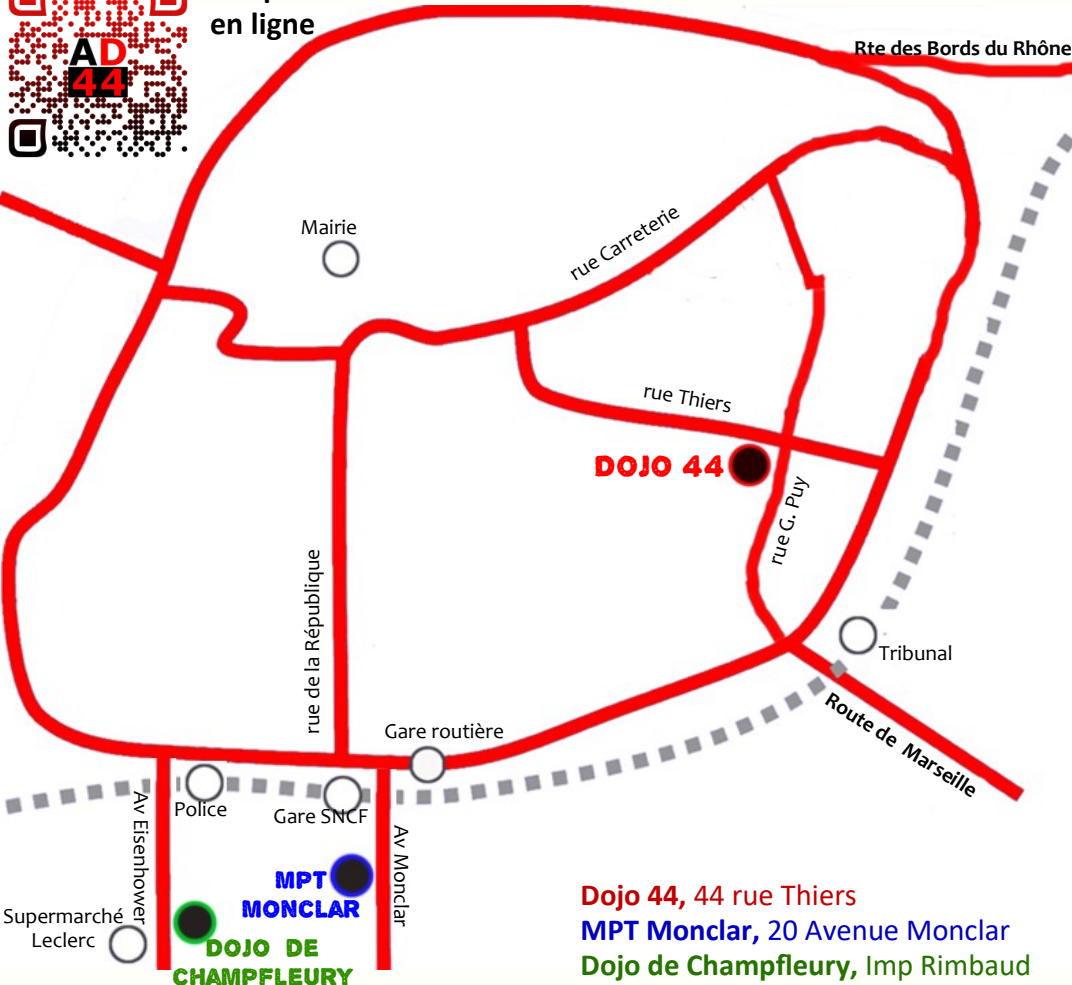 en ligne
AD
44
Rte des Bords du Rhône
Mairie
rue Carreterie
rue Thiers
DOJO 44
rue G. Puy
rue de la République
Tribunal
Gare routière
Route de Marseille
Police
Gare SNCF
Av Eisenhower
Av Monclar
MPT
MONCLAR
Supermarché
Leclerc
DOJO DE
CHAMPFLEURY
Dojo 44, 44 rue Thiers
MPT Monclar, 20 Avenue Monclar
Dojo de Champfleury, Imp Rimbaud